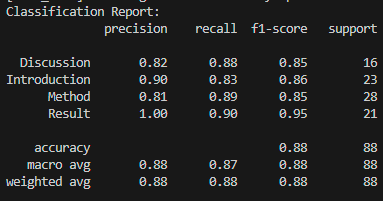 Classification Report:
precision recall f1-score support
Discussion 0.82 0.88 0.85 16
Introduction 0.90 0.83 0.86 23
Method 0.81 0.89 0.85 28
Result 1.00 0.90 0.95 21
accuracy 0.88 88
macro avg 0.88 0.87 0.88 88
weighted avg 0.88 0.88 0.88 88